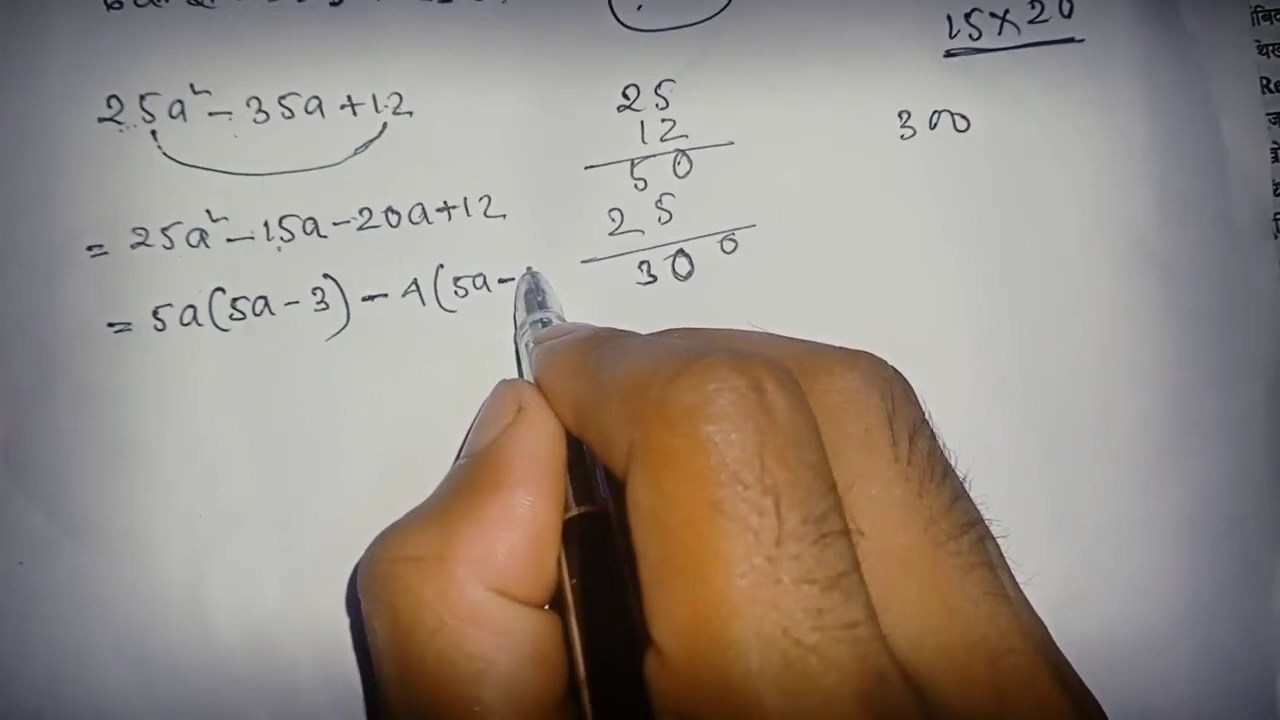 15×20
25a² - 35a + 12
25
12
50
25
300
300
= 25a² - 15a - 20a + 12
= 5a(5a - 3) - 4(5a -